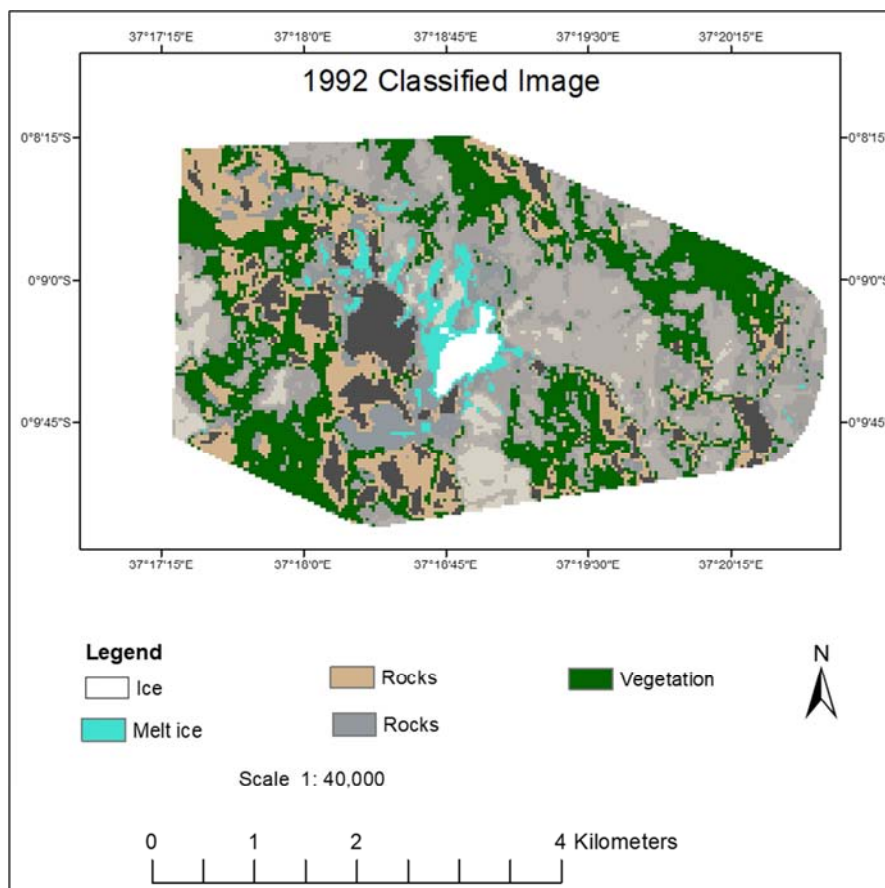 37°17'15"E 37°18'0"E 37°18'45"E 37°19'30"E 37°20'15"E
1992 Classified Image
0°8'15"S 0°8'15"
0°9'0"S 0°9'0"S
0°9'45"S 0°9'45"
37°17'15"E 37°10'0"E 37°10'45"E 37°19'30"E 37°20'15"E
Legend
Ice
Melt ice
Rocks
Rocks
Vegetation
N
Scale 1: 40,000
0 1 2 4 Kilometers